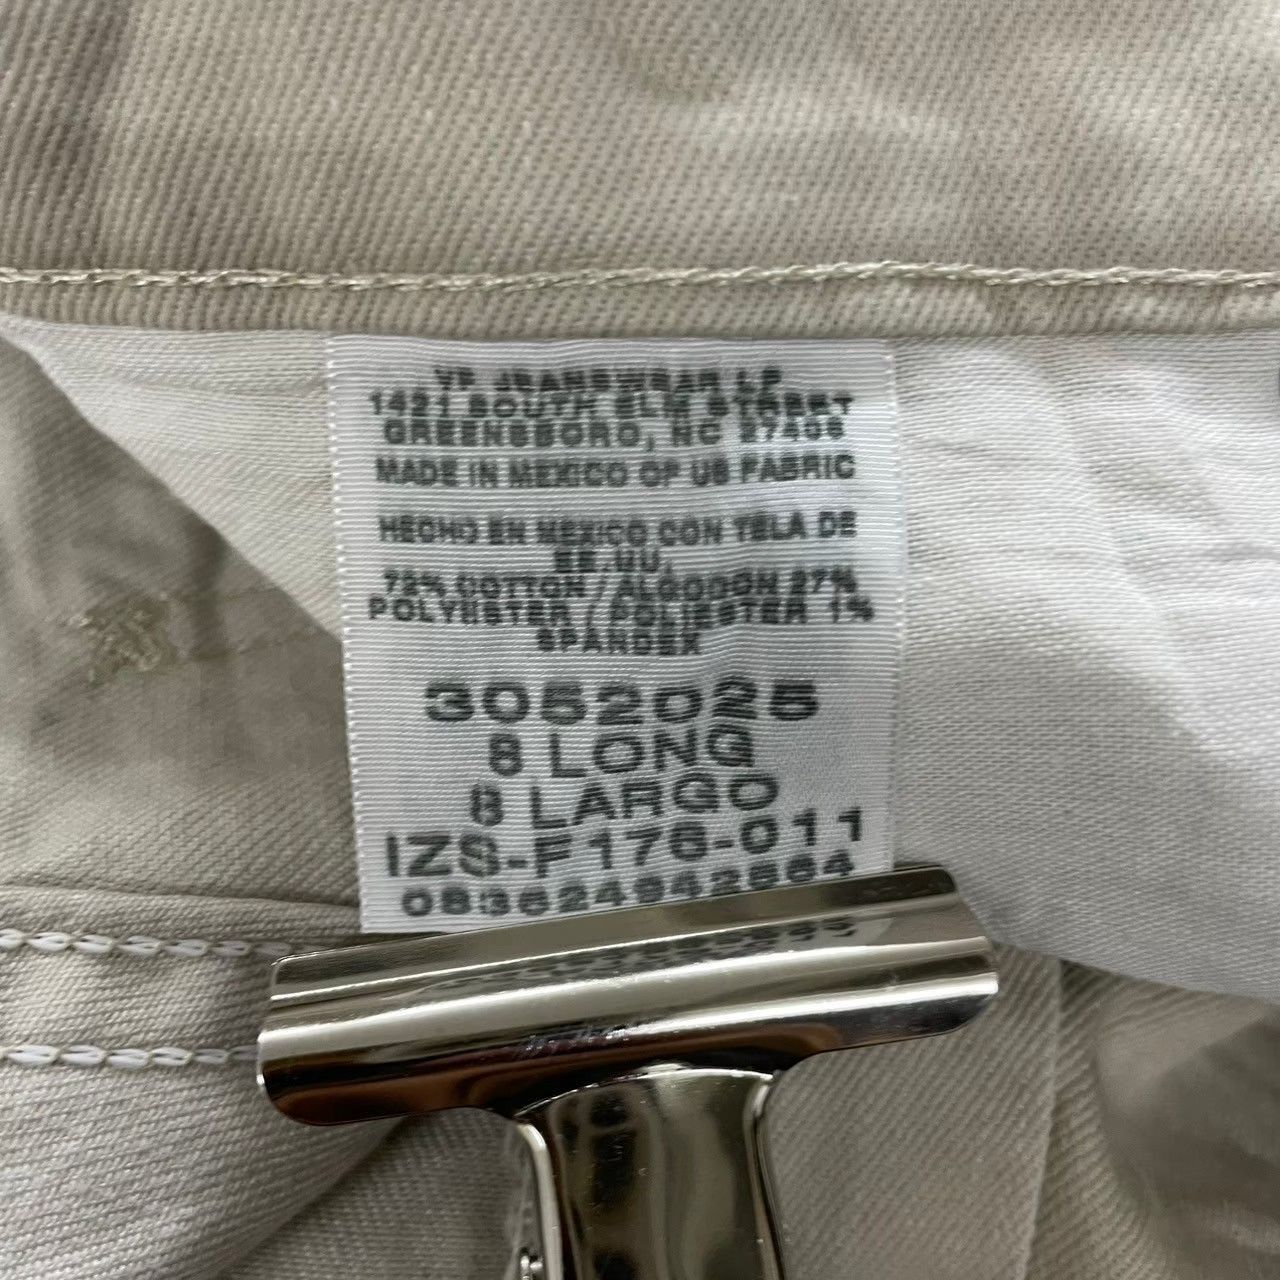 VF JEANSWEAR LP
1421 SOUTH ELM STREET
GREENSBORO, NC 27406
MADE IN MEXICO OF US FABRIC
HECHO EN MEXICO CON TELA DE
EE.UU.
72% COTTON / ALGODON 27%
POLYESTER / POLIESTER 1%
SPANDEX
3052025
8 LONG
8 LARGO
IZS-F176-011
083624942864